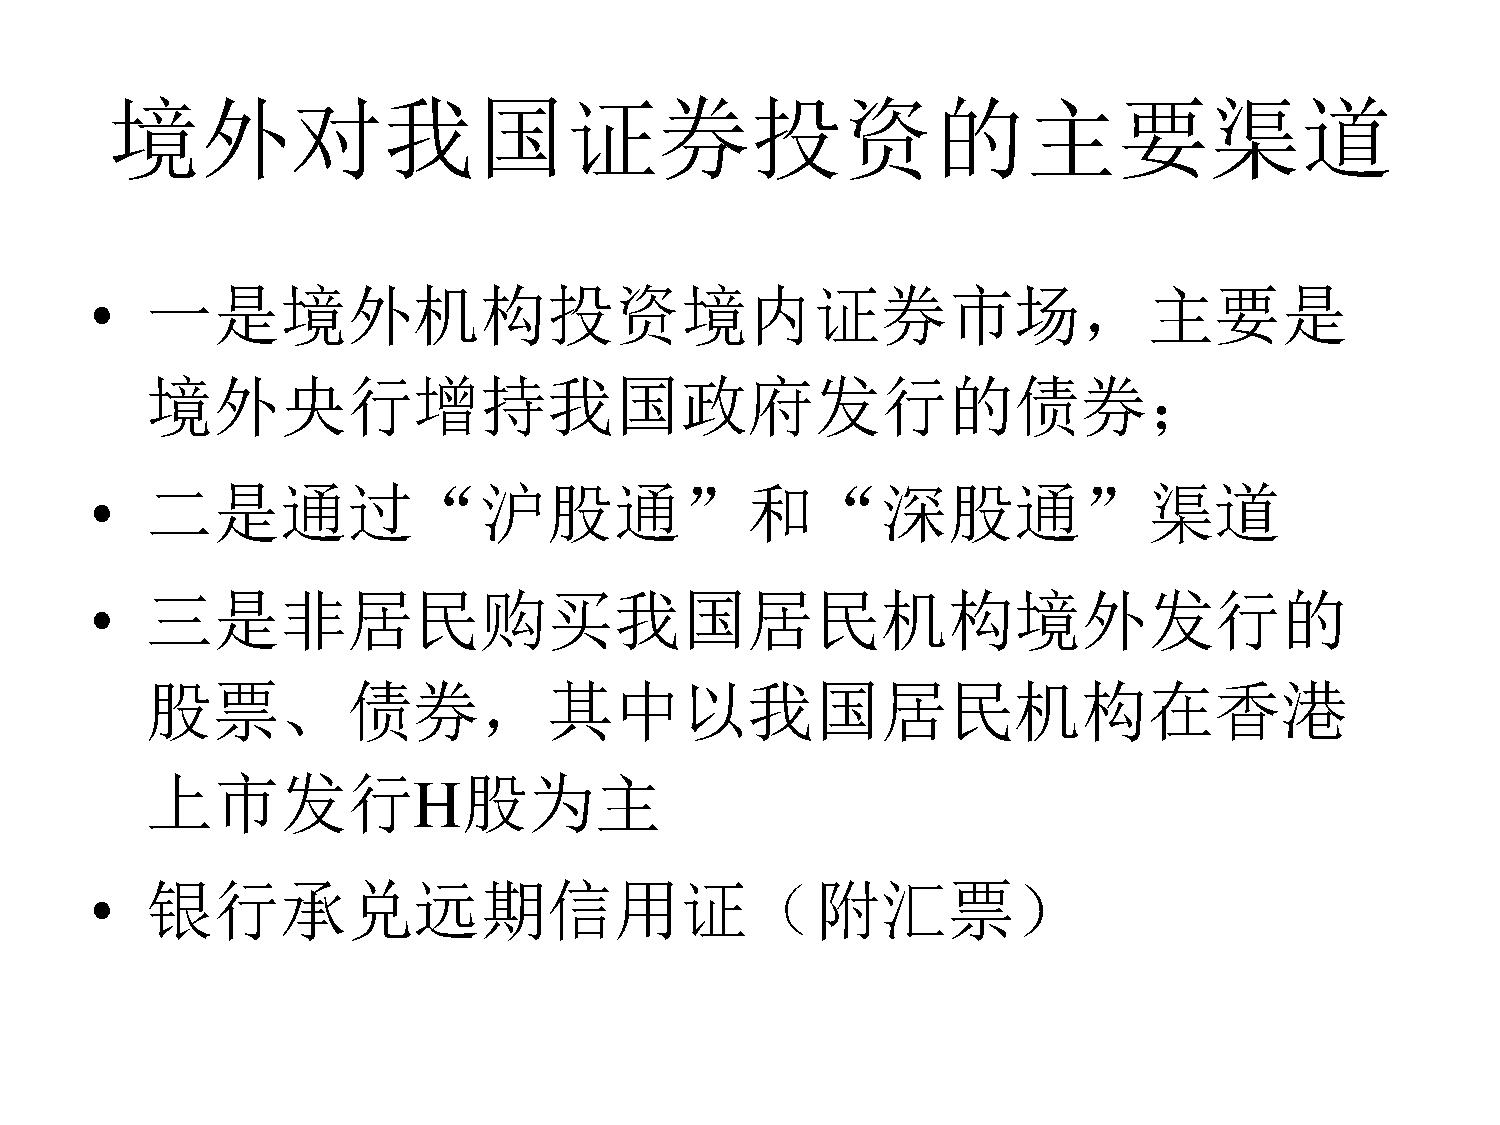 境外对我国证券投资的主要渠道
• 一是境外机构投资境内证券市场，主要是
境外央行增持我国政府发行的债券；
• 二是通过“沪股通”和“深股通”渠道
• 三是非居民购买我国居民机构境外发行的
股票、债券，其中以我国居民机构在香港
上市发行H股为主
• 银行承兑远期信用证（附汇票）